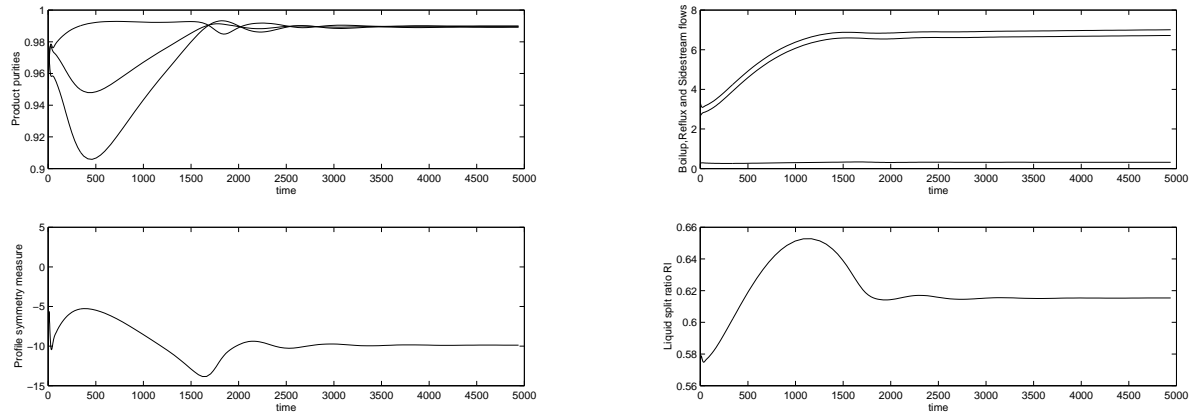 Product purities
1
0.98
0.96
0.94
0.92
0.9
0 500 1000 1500 2000 2500 3000 3500 4000 4500 5000
time
Boilup,Reflux and Sidestream flows
8
6
4
2
0
0 500 1000 1500 2000 2500 3000 3500 4000 4500 5000
time
Profile symmetry measure
5
0
−5
−10
−15
0 500 1000 1500 2000 2500 3000 3500 4000 4500 5000
time
Liquid split ratio Rl
0.66
0.64
0.62
0.6
0.58
0.56
0 500 1000 1500 2000 2500 3000 3500 4000 4500 5000
time